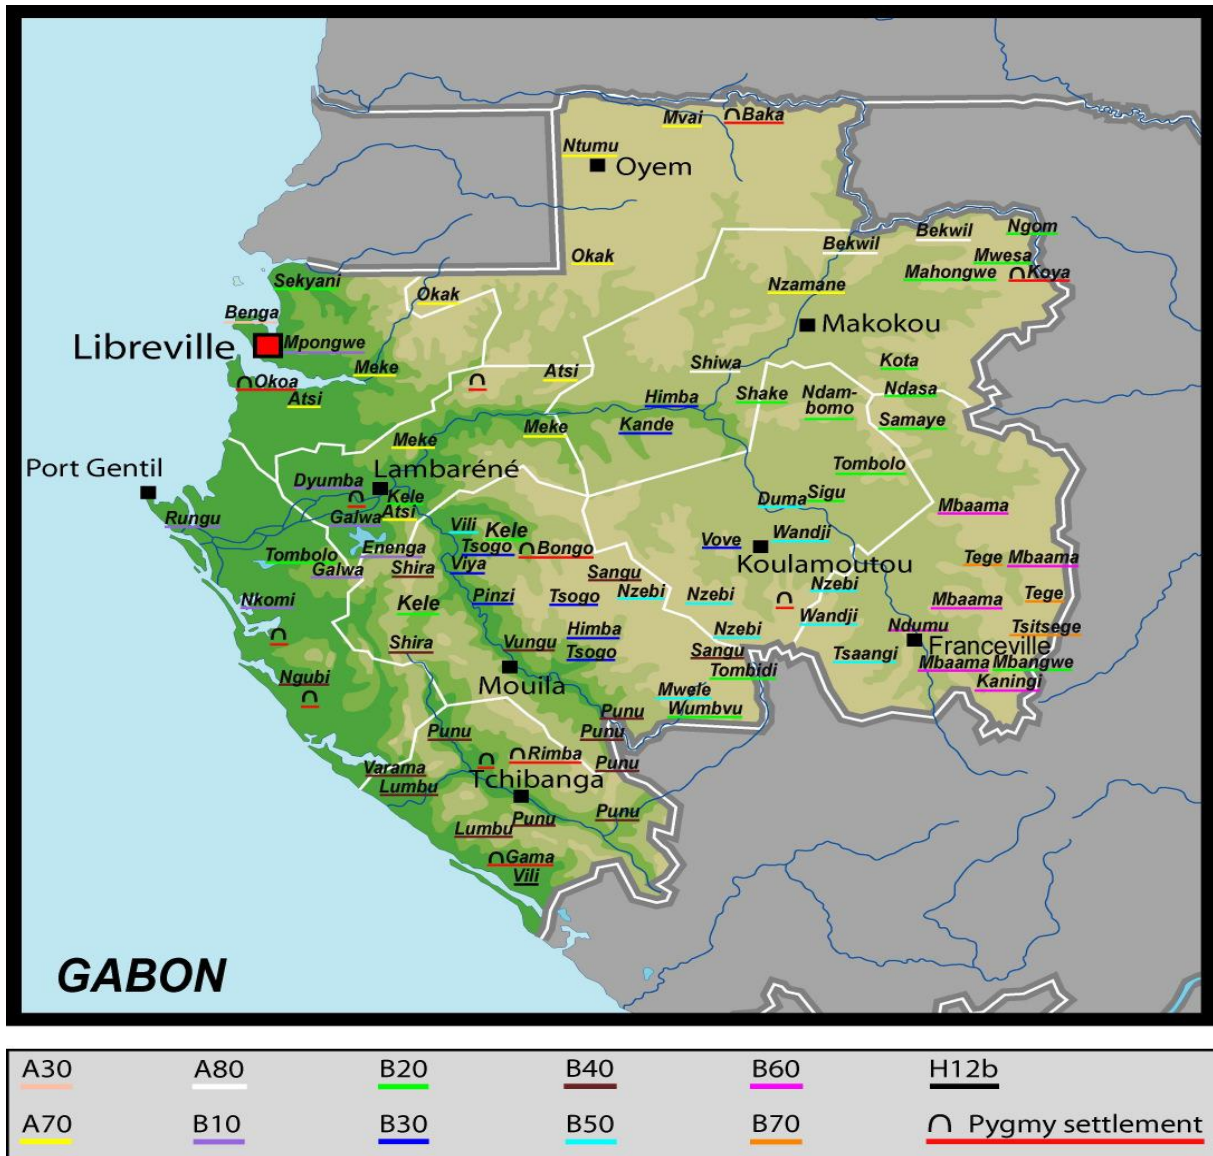 Mvai
Baka
Ntumu
Oyem
Ngom
Bekwil
Bekwil
Mwesa
Okak
Mahongwe
Koya
Sekyani
Nzamane
Okak
Benga
Makokou
Libreville
Mpongwe
Shiwa
Kota
Meke
Atsi
Okoa
Ndasa
Atsi
Himba
Shake
Ndam-
bomo
Samaye
Kande
Meke
Meke
Port Gentil
Lambaréné
Tombolo
Dyumba
Kele
Duma
Sigu
Mbaama
Rungu
Galwa
Atsi
Vili
Kele
Wandji
Vove
Tsogo
Bongo
Enenga
Tombolo
Koulamoutou
Tege
Mbaama
Galwa
Shira
Viya
Sangu
Nzebi
Nzebi
Nzebi
Nkomi
Kele
Pinzi
Tsogo
Mbaama
Tege
Wandji
Himba
Nzebi
Ndumu
Tsitsege
Shira
Vungu
Tsogo
Sangu
Tsaangi
Franceville
Mbaama
Mbangwe
Tombidi
Ngubi
Mouila
Kaningi
Mwele
Wumbvu
Punu
Punu
Punu
Rimba
Punu
Varama
Tchibanga
Lumbu
Punu
Punu
Lumbu
Gama
Vili
GABON
A30
A80
B20
B40
B60
H12b
A70
B10
B30
B50
B70
Pygmy settlement